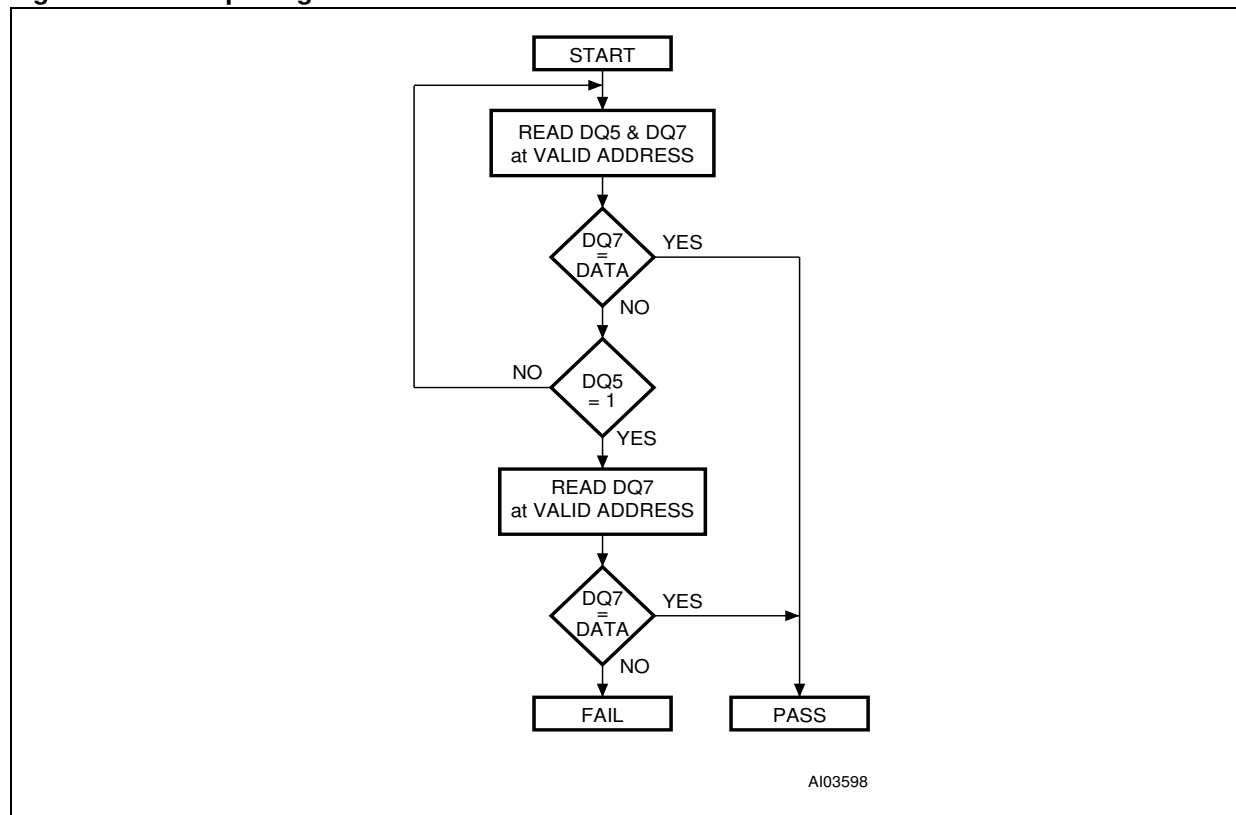 START
READ DQ5 & DQ7
at VALID ADDRESS
DQ7
=
DATA
YES
NO
NO
DQ5
= 1
YES
READ DQ7
at VALID ADDRESS
DQ7
=
DATA
YES
NO
FAIL
PASS
AI03598